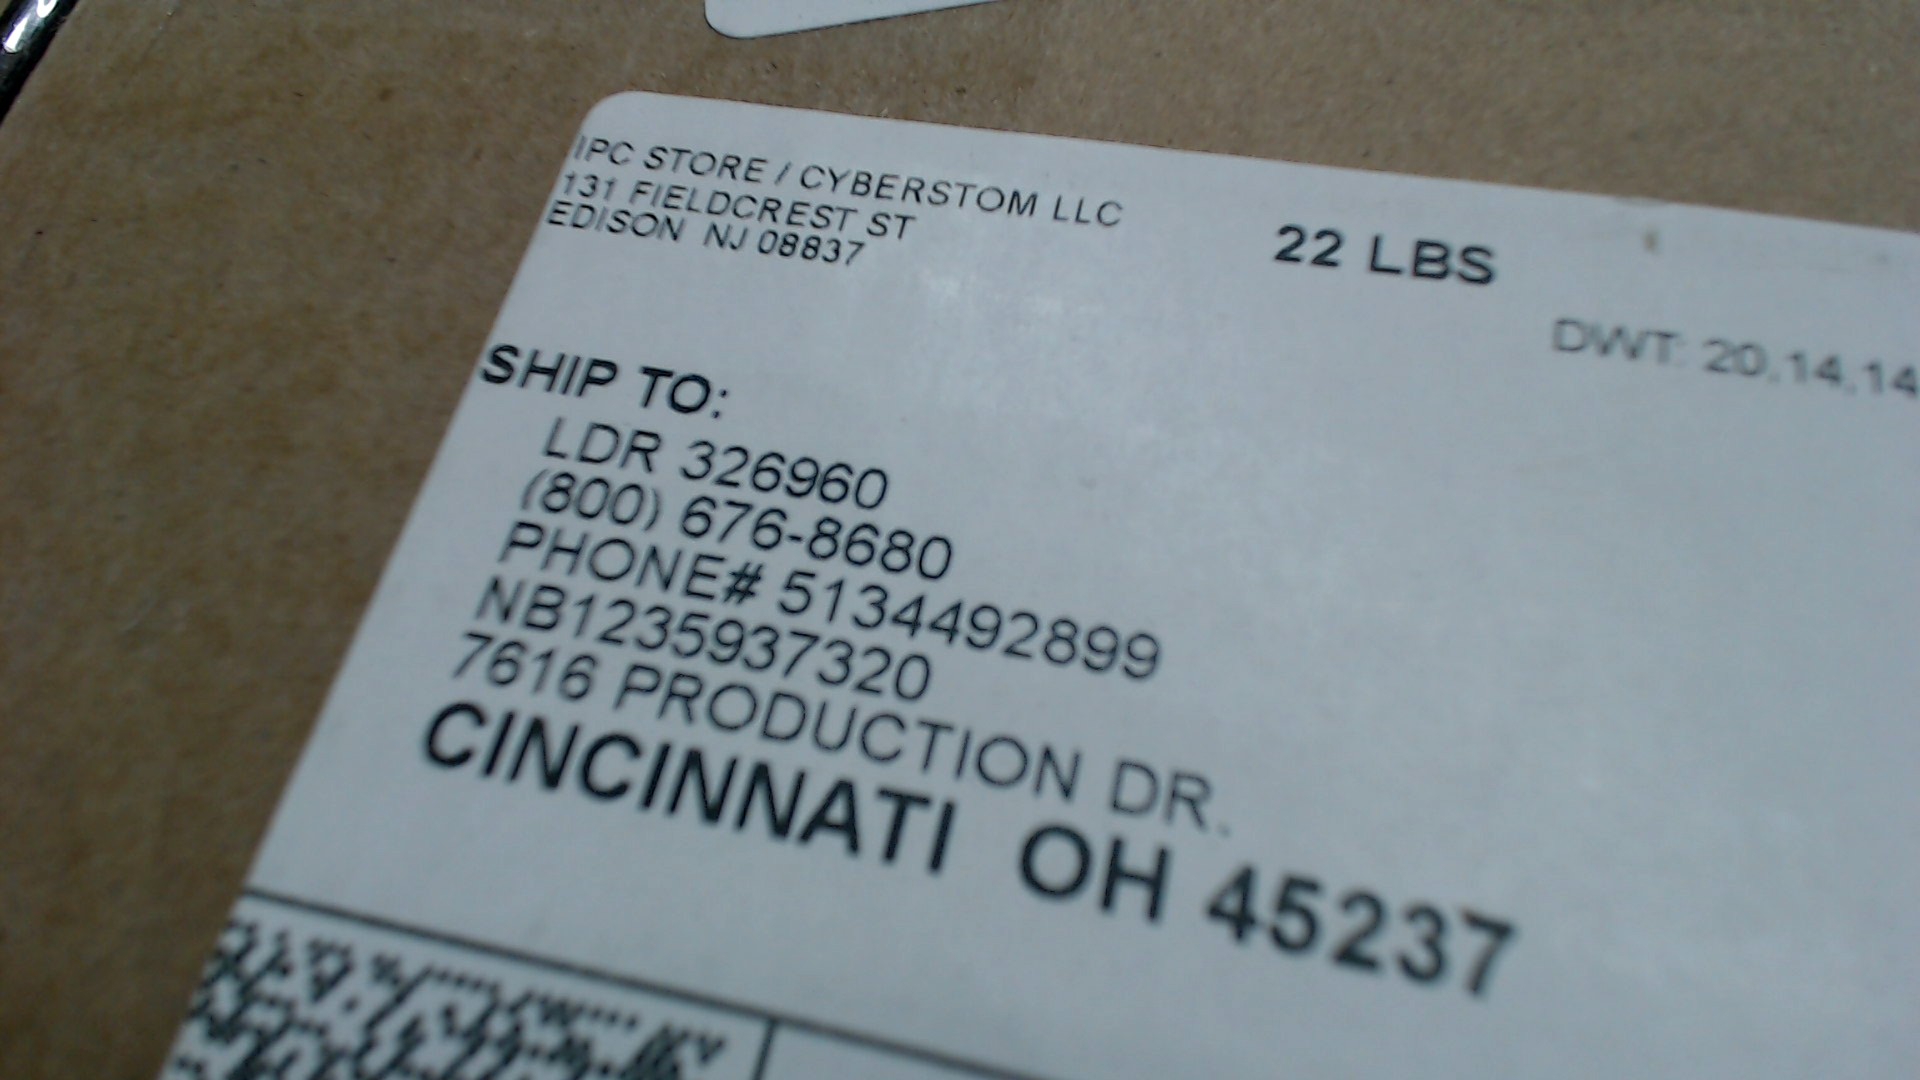 IPC STORE / CYBERSTOM LLC
131 FIELDCREST ST
EDISON NJ 08837
22 LBS
DWT: 20,14,14
SHIP TO:
LDR 326960
(800) 676-8680
PHONE# 5134492899
NB1235937320
7616 PRODUCTION DR.
CINCINNATI OH 45237